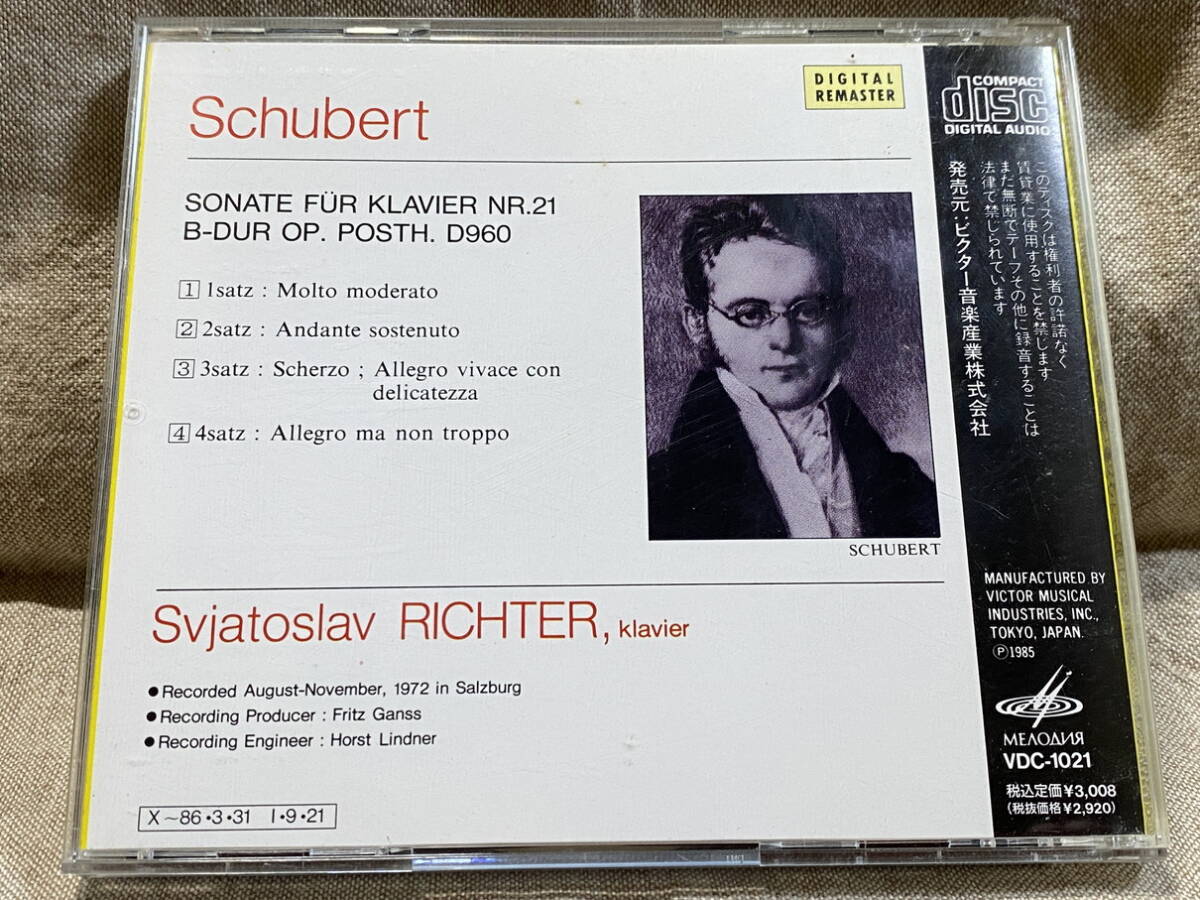 Schubert
DIGITAL
REMASTER
SONATE FÜR KLAVIER NR.21
B-DUR OP. POSTH. D960
1 1satz : Molto moderato
2 2satz : Andante sostenuto
3 3satz : Scherzo ; Allegro vivace con
delicatezza
4 4satz : Allegro ma non troppo
SCHUBERT
Svjatoslav RICHTER, klavier
●Recorded August-November, 1972 in Salzburg
●Recording Producer : Fritz Ganss
●Recording Engineer : Horst Lindner
X~86・3・31 1・9・21
COMPACT
disc
DIGITAL AUDIO
このディスクは権利者の許諾なく
賃貸業に使用することを禁じます
また無断でテープその他に録音することは
法律で禁じられています
発売元:ビクター音楽産業株式会社
MANUFACTURED BY
VICTOR MUSICAL
INDUSTRIES, INC.,
TOKYO, JAPAN.
Ⓟ1985
МЕЛОДИЯ
VDC-1021
税込定価¥3,008
(税抜価格¥2,920)